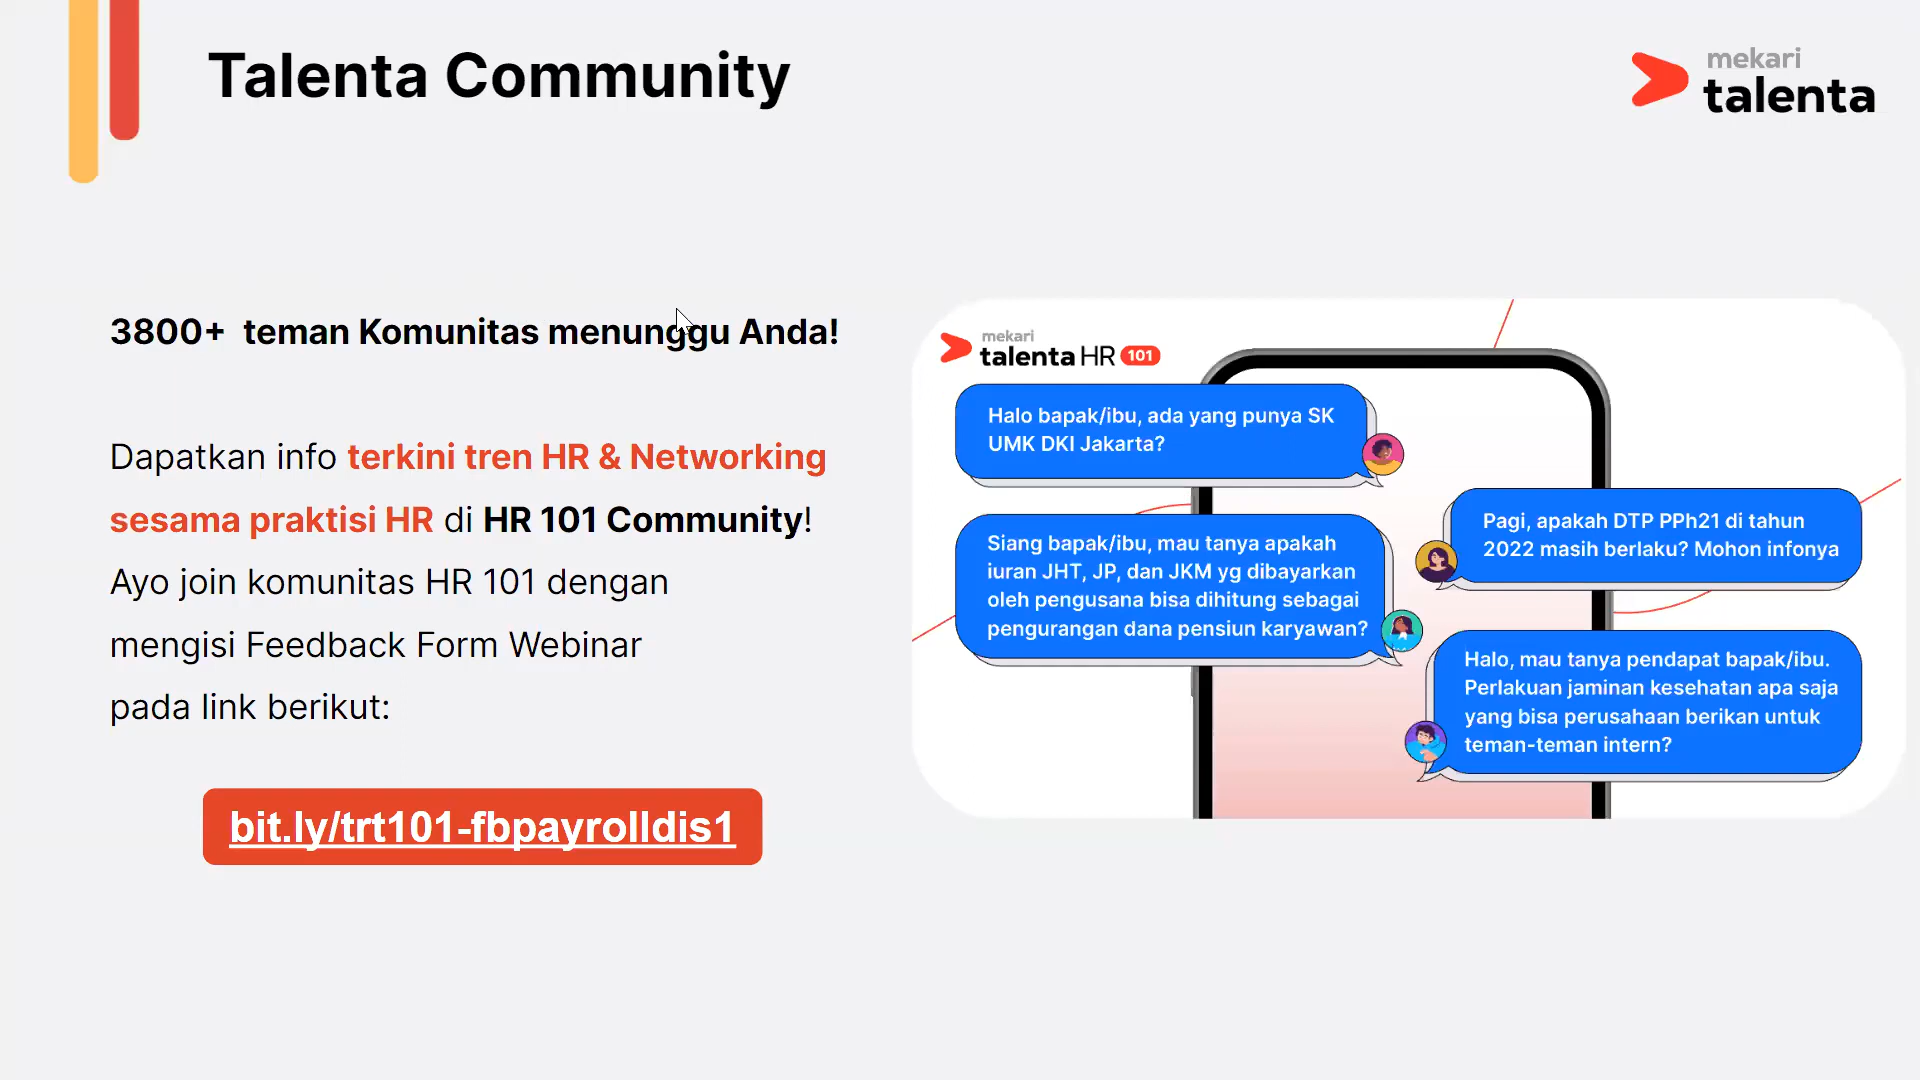 Talenta Community
mekari
talenta
3800+ teman Komunitas menunggu Anda!
Dapatkan info terkini tren HR & Networking
sesama praktisi HR di HR 101 Community!
Ayo join komunitas HR 101 dengan
mengisi Feedback Form Webinar
pada link berikut:
bit.ly/trt101-fbpayrolldis1
mekari
talenta HR 101
Halo bapak/ibu, ada yang punya SK
UMK DKI Jakarta?
Pagi, apakah DTP PPh21 di tahun
2022 masih berlaku? Mohon infonya
Siang bapak/ibu, mau tanya apakah
iuran JHT, JP, dan JKM yg dibayarkan
oleh pengusana bisa dihitung sebagai
pengurangan dana pensiun karyawan?
Halo, mau tanya pendapat bapak/ibu.
Perlakuan jaminan kesehatan apa saja
yang bisa perusahaan berikan untuk
teman-teman intern?